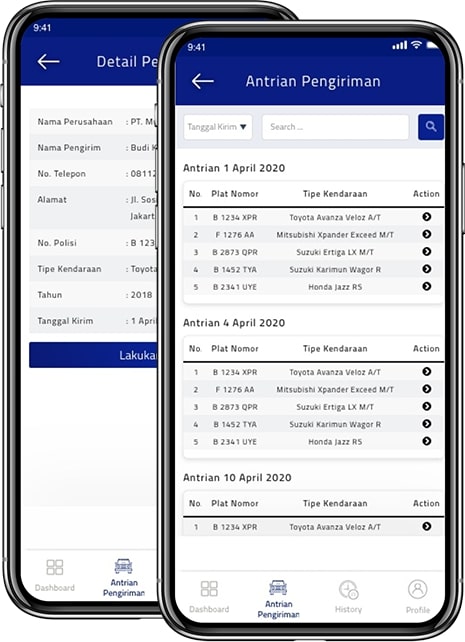 9:41
Detail Pe
Nama Perusahaan : PT. Mu
Nama Pengirim : Budi K
No. Telepon : 08112
Alamat : Jl. Sos
Jakart
No. Polisi : B 123
Tipe Kendaraan : Toyota
Tahun : 2018
Tanggal Kirim : 1 April
Lakukan
Dashboard
Antrian
Pengiriman
9:41
Antrian Pengiriman
Tanggal Kirim
Search ...
Antrian 1 April 2020
No. Plat Nomor Tipe Kendaraan Action
1 B 1234 XPR Toyota Avanza Veloz A/T
2 F 1276 AA Mitsubishi Xpander Exceed M/T
3 B 2873 QPR Suzuki Ertiga LX M/T
4 B 1452 TYA Suzuki Karimun Wagor R
5 B 2341 UYE Honda Jazz RS
Antrian 4 April 2020
No. Plat Nomor Tipe Kendaraan Action
1 B 1234 XPR Toyota Avanza Veloz A/T
2 F 1276 AA Mitsubishi Xpander Exceed M/T
3 B 2873 QPR Suzuki Ertiga LX M/T
4 B 1452 TYA Suzuki Karimun Wagor R
5 B 2341 UYE Honda Jazz RS
Antrian 10 April 2020
No. Plat Nomor Tipe Kendaraan Action
1 B 1234 XPR Toyota Avanza Veloz A/T
Dashboard
Antrian
Pengiriman
History
Profile